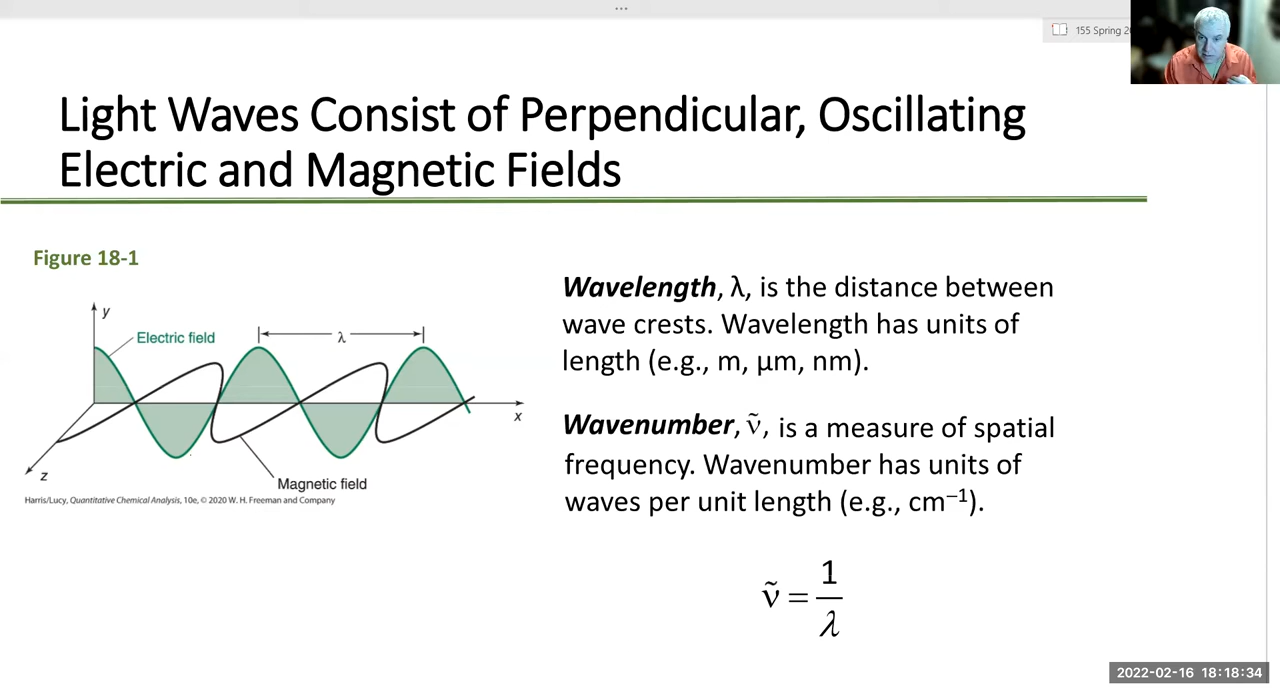 155 Spring 20
Light Waves Consist of Perpendicular, Oscillating
Electric and Magnetic Fields
Figure 18-1
y
Electric field
λ
x
z
Magnetic field
Harris/Lucy, Quantitative Chemical Analysis, 10e, © 2020 W. H. Freeman and Company
Wavelength, λ, is the distance between
wave crests. Wavelength has units of
length (e.g., m, μm, nm).
Wavenumber, ν̃, is a measure of spatial
frequency. Wavenumber has units of
waves per unit length (e.g., cm⁻¹).
ν̃ = 1/λ
2022-02-16 18:18:34